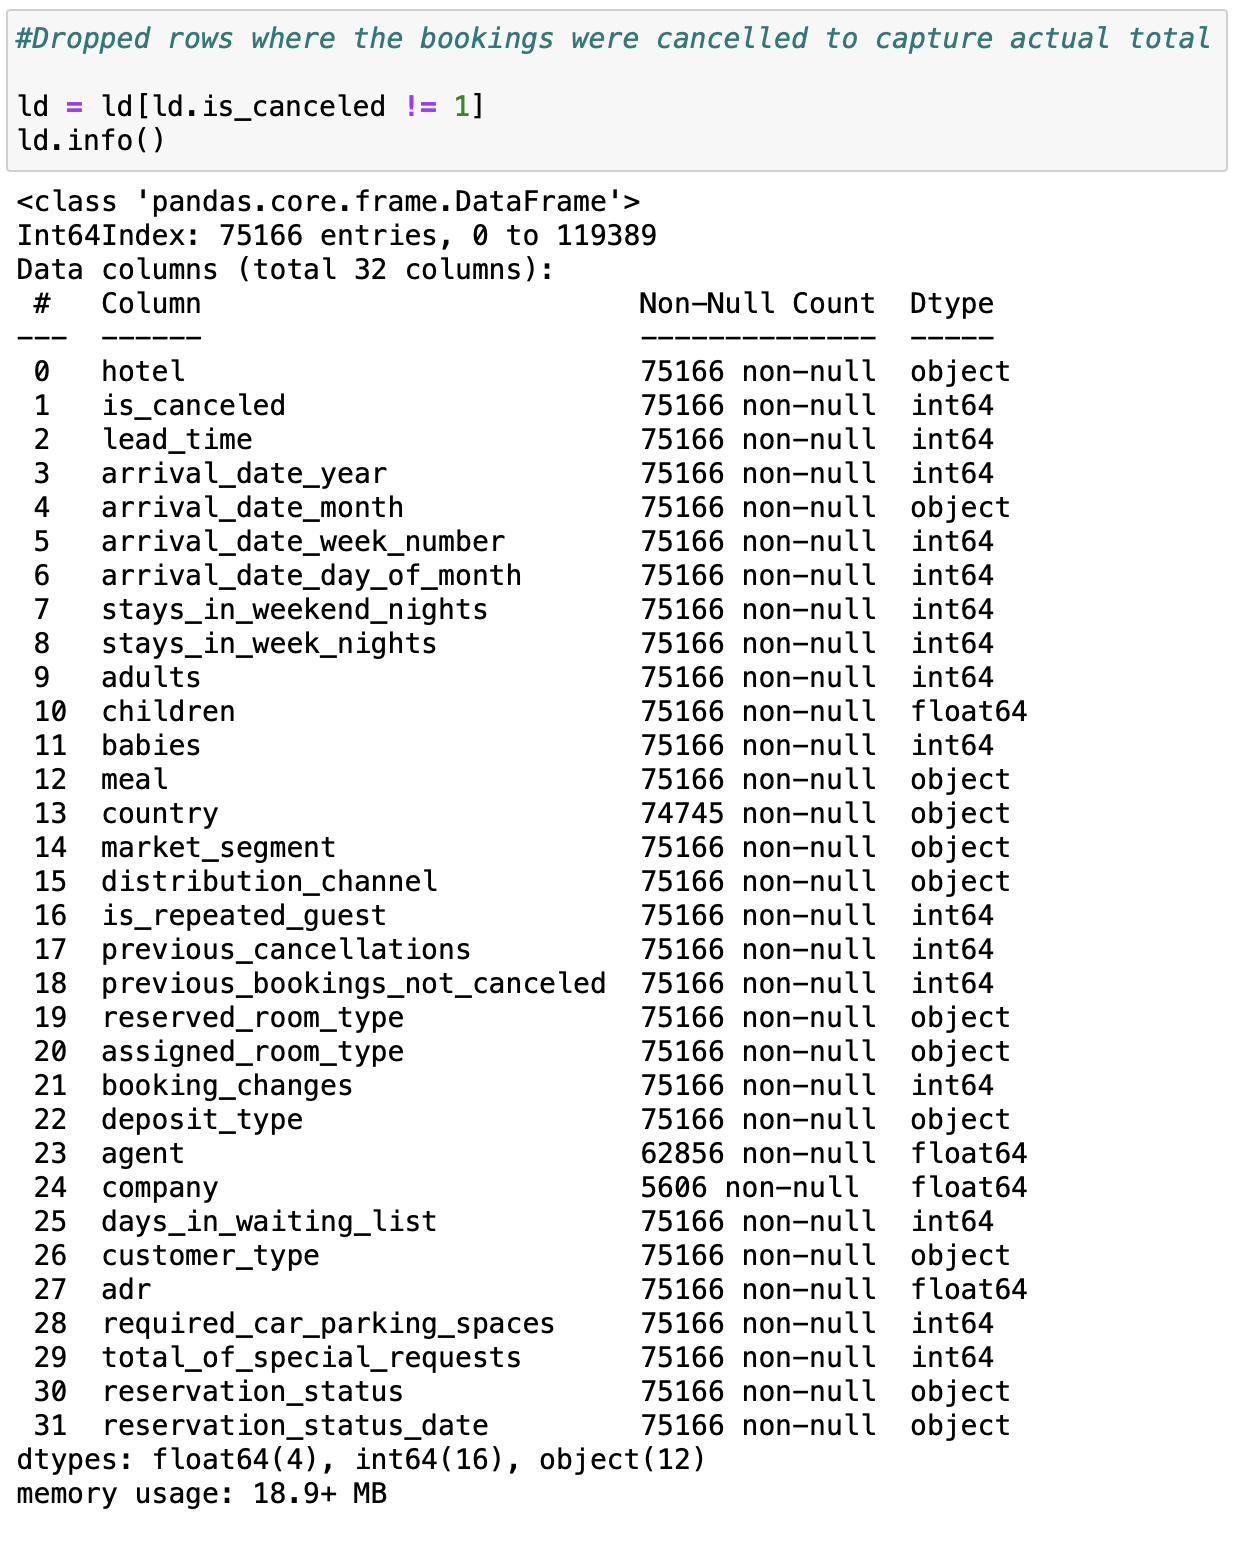 #Dropped rows where the bookings were cancelled to capture actual total
ld = ld[ld.is_canceled != 1]
ld.info()
<class 'pandas.core.frame.DataFrame'>
Int64Index: 75166 entries, 0 to 119389
Data columns (total 32 columns):
 #   Column                          Non-Null Count  Dtype
---  ------                          --------------  -----
 0   hotel                           75166 non-null  object
 1   is_canceled                     75166 non-null  int64
 2   lead_time                       75166 non-null  int64
 3   arrival_date_year               75166 non-null  int64
 4   arrival_date_month              75166 non-null  object
 5   arrival_date_week_number        75166 non-null  int64
 6   arrival_date_day_of_month       75166 non-null  int64
 7   stays_in_weekend_nights         75166 non-null  int64
 8   stays_in_week_nights            75166 non-null  int64
 9   adults                          75166 non-null  int64
 10  children                        75166 non-null  float64
 11  babies                          75166 non-null  int64
 12  meal                            75166 non-null  object
 13  country                         74745 non-null  object
 14  market_segment                  75166 non-null  object
 15  distribution_channel            75166 non-null  object
 16  is_repeated_guest               75166 non-null  int64
 17  previous_cancellations          75166 non-null  int64
 18  previous_bookings_not_canceled  75166 non-null  int64
 19  reserved_room_type              75166 non-null  object
 20  assigned_room_type              75166 non-null  object
 21  booking_changes                 75166 non-null  int64
 22  deposit_type                    75166 non-null  object
 23  agent                           62856 non-null  float64
 24  company                         5606 non-null   float64
 25  days_in_waiting_list            75166 non-null  int64
 26  customer_type                   75166 non-null  object
 27  adr                             75166 non-null  float64
 28  required_car_parking_spaces     75166 non-null  int64
 29  total_of_special_requests       75166 non-null  int64
 30  reservation_status              75166 non-null  object
 31  reservation_status_date         75166 non-null  object
dtypes: float64(4), int64(16), object(12)
memory usage: 18.9+ MB